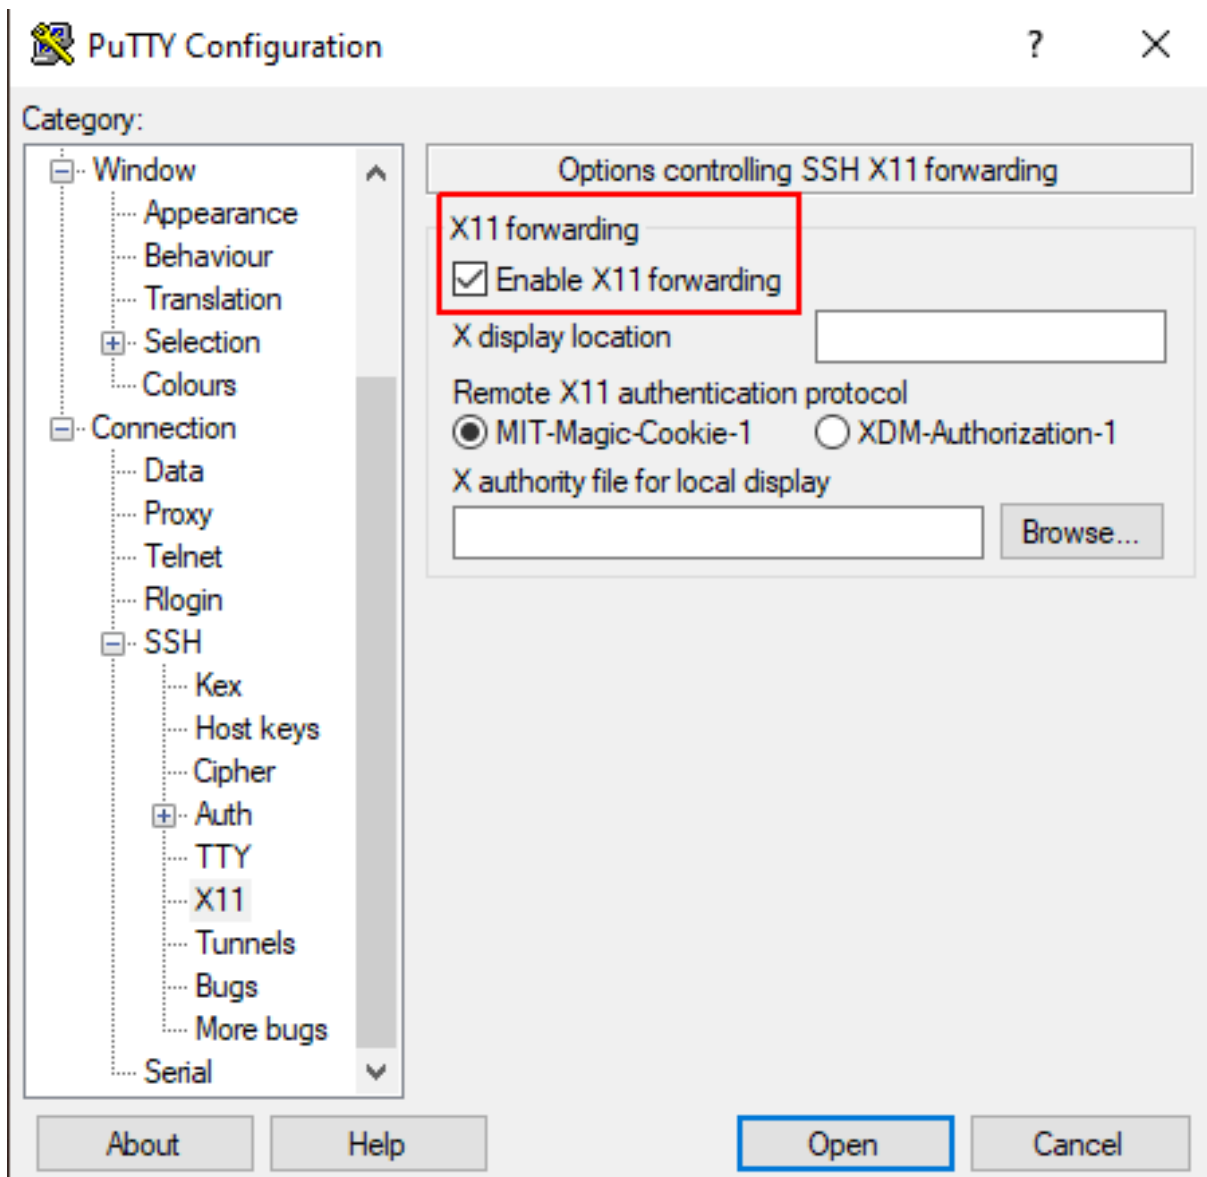 PuTTY Configuration
?
Category:
Window
Appearance
Behaviour
Translation
Selection
Colours
Connection
Data
Proxy
Telnet
Rlogin
SSH
Kex
Host keys
Cipher
Auth
TTY
X11
Tunnels
Bugs
More bugs
Serial
Options controlling SSH X11 forwarding
X11 forwarding
Enable X11 forwarding
X display location
Remote X11 authentication protocol
MIT-Magic-Cookie-1 XDM-Authorization-1
X authority file for local display
Browse...
About Help Open Cancel